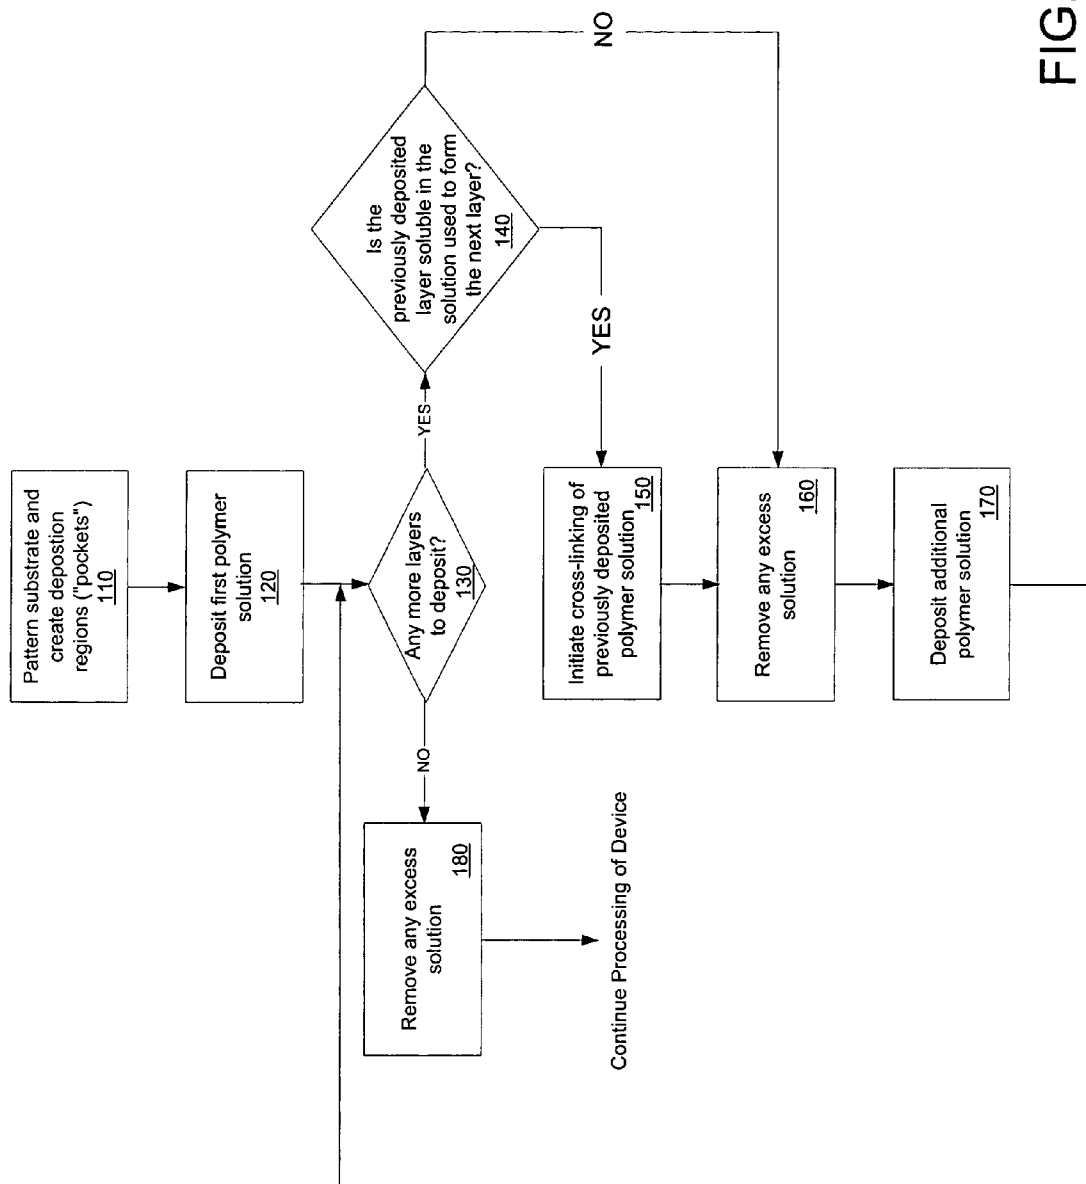 Pattern substrate and
create depostion
regions ("pockets")
110
Deposit first polymer
solution
120
Any more layers
to deposit?
130
YES
NO
Is the
previously deposited
layer soluble in the
solution used to form
the next layer?
140
YES
NO
Initiate cross-linking of
previously deposited
polymer solution
150
Remove any excess
solution
160
Deposit additional
polymer solution
170
Remove any excess
solution
180
Continue Processing of Device
FIG.